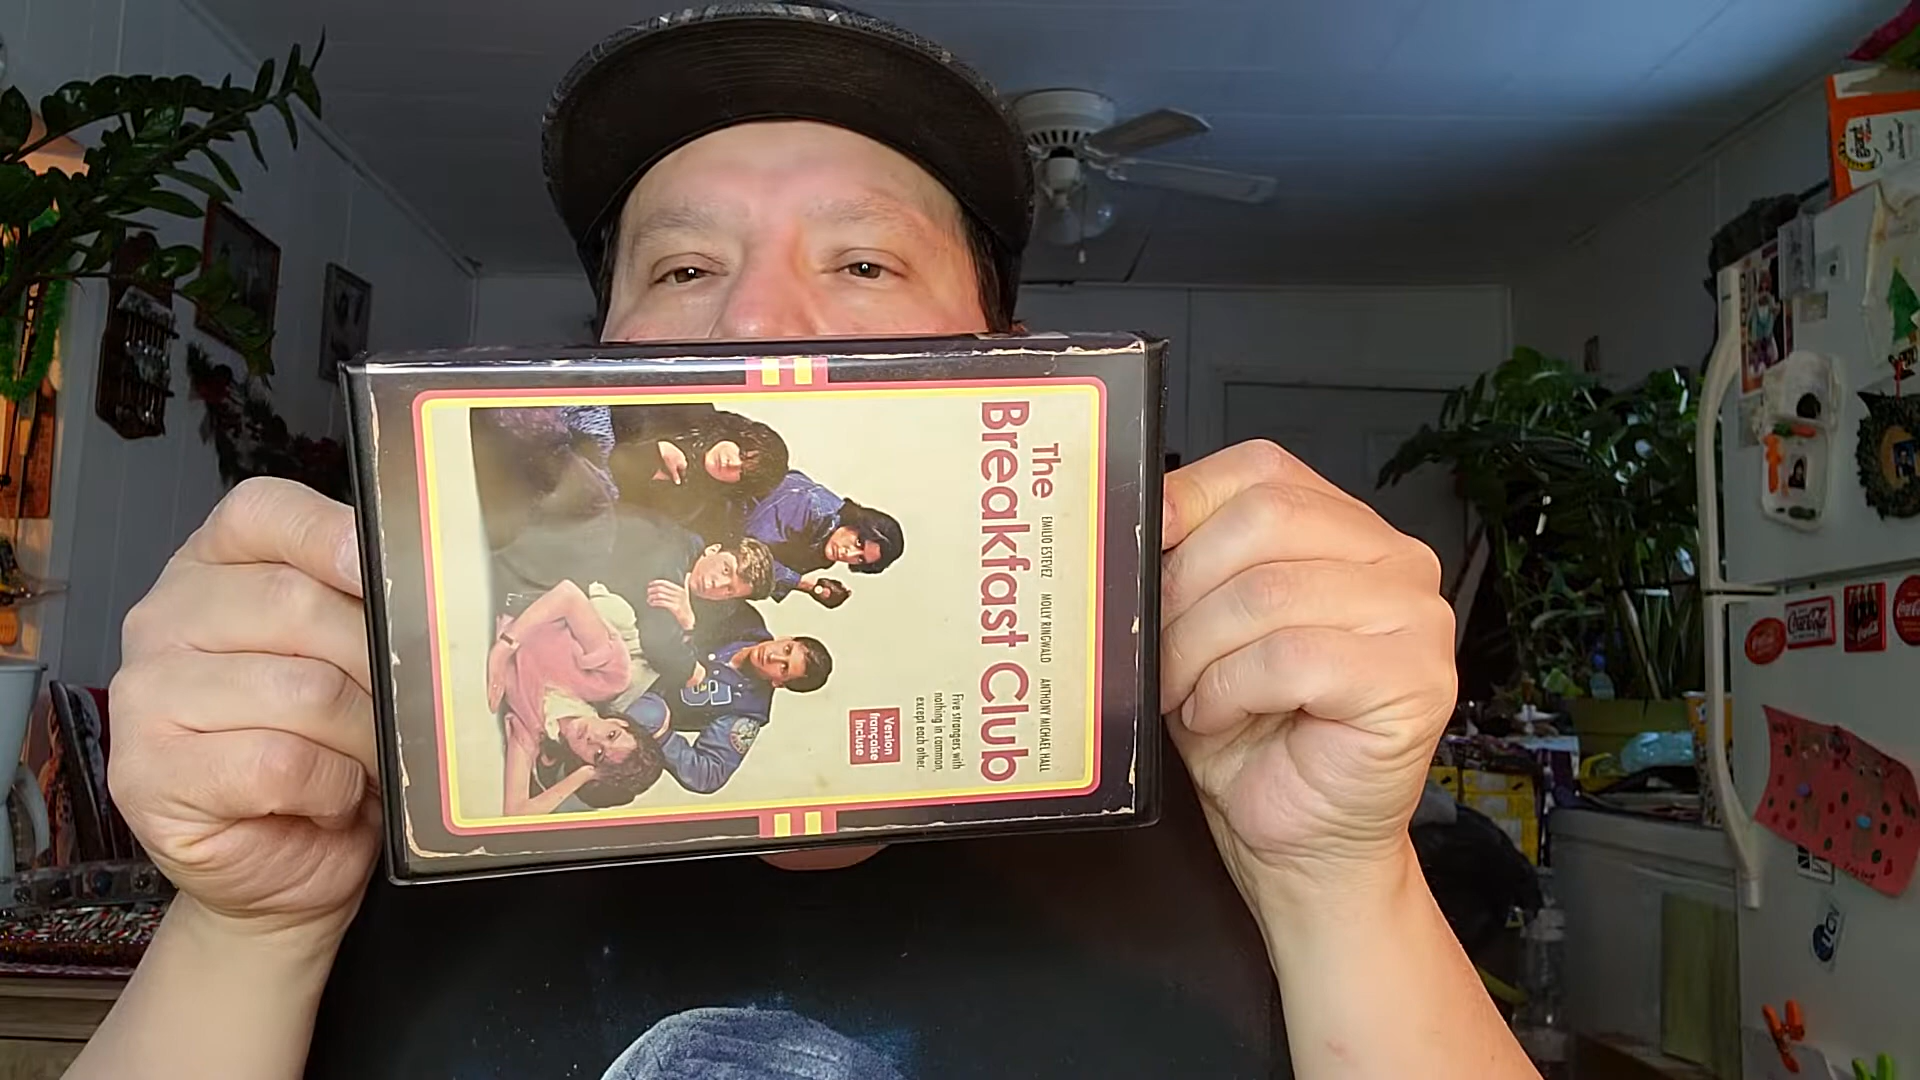 The
EMILIO ESTEVEZ MOLLY RINGWALD ANTHONY MICHAEL HALL
Breakfast Club
Five strangers with
nothing in common,
except each other.
Version
française
incluse
Coca-Cola